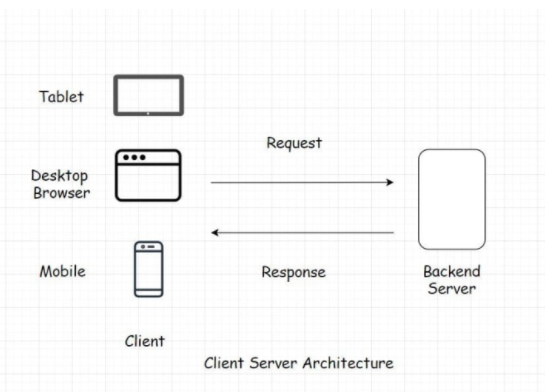 Tablet
Request
Desktop
Browser
Mobile
Response
Backend
Server
Client
Client Server Architecture